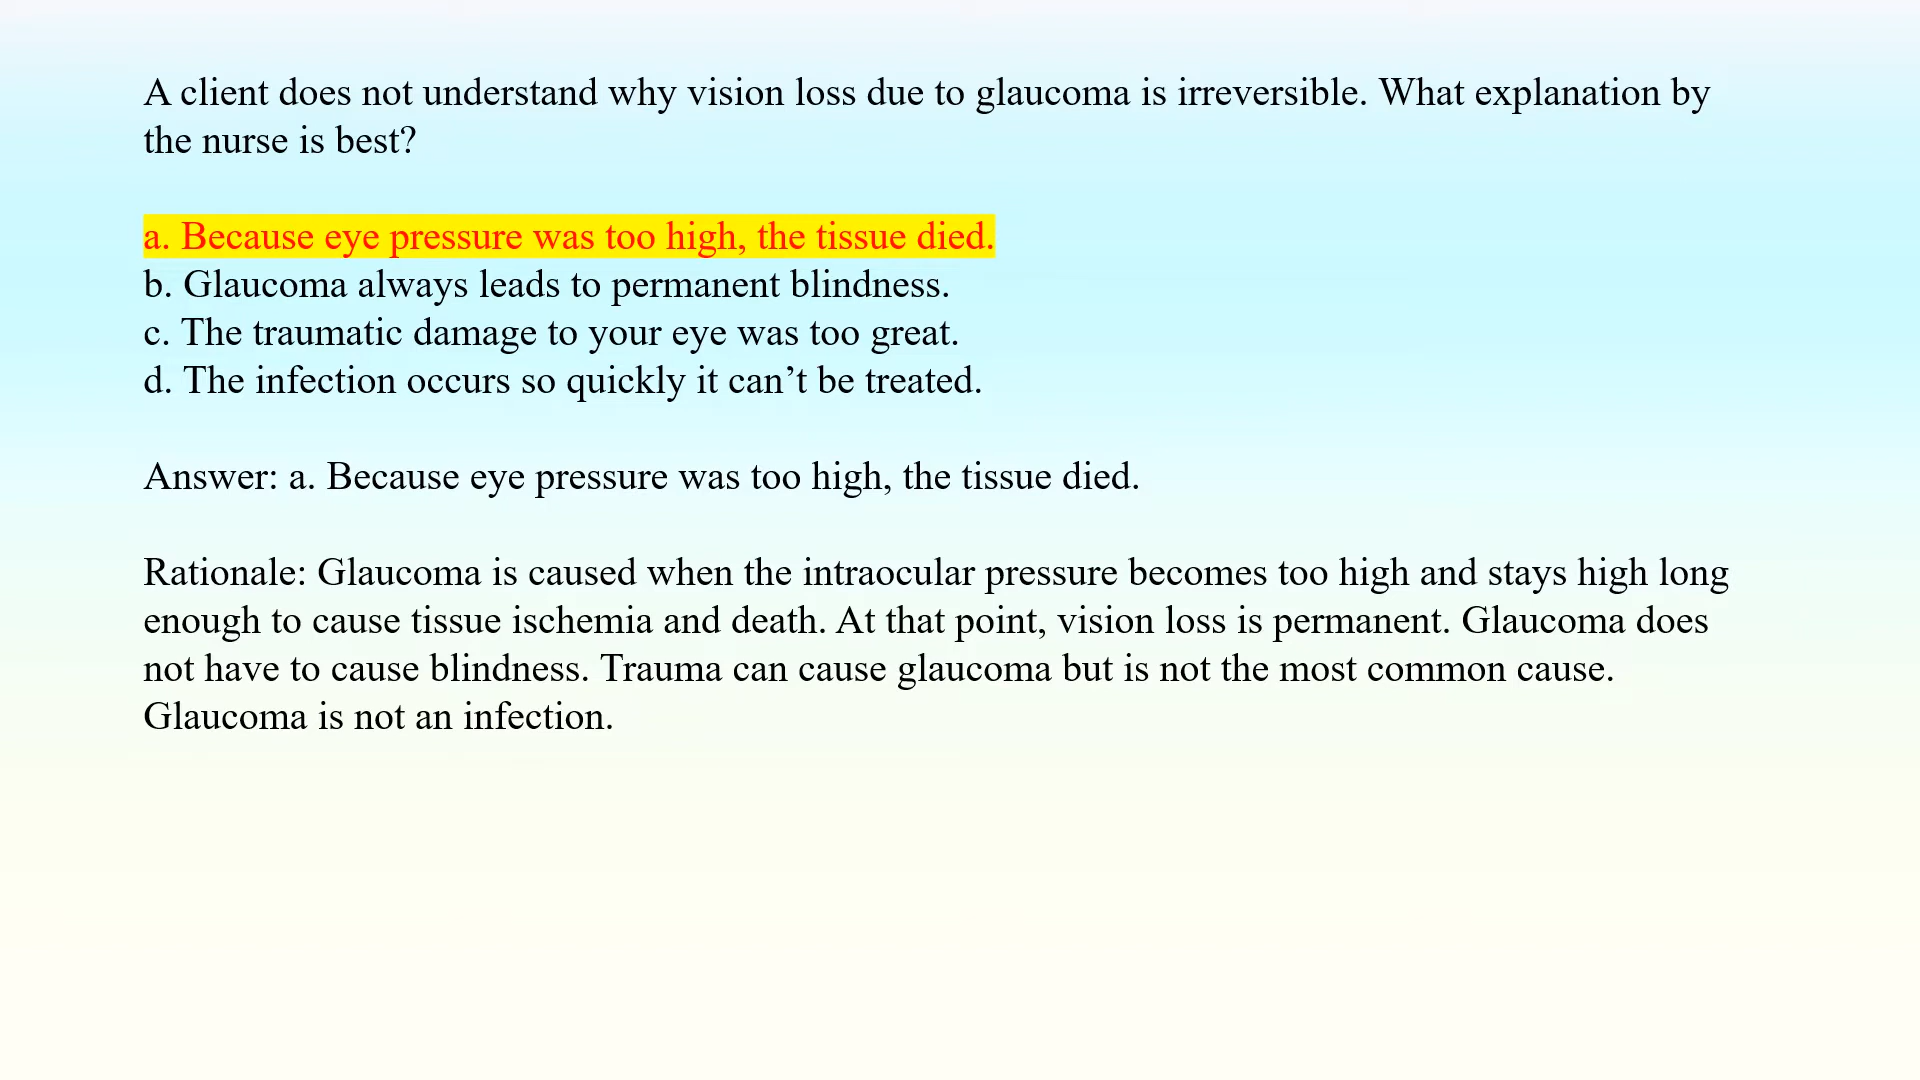 A client does not understand why vision loss due to glaucoma is irreversible. What explanation by
the nurse is best?
a. Because eye pressure was too high, the tissue died.
b. Glaucoma always leads to permanent blindness.
c. The traumatic damage to your eye was too great.
d. The infection occurs so quickly it can’t be treated.
Answer: a. Because eye pressure was too high, the tissue died.
Rationale: Glaucoma is caused when the intraocular pressure becomes too high and stays high long
enough to cause tissue ischemia and death. At that point, vision loss is permanent. Glaucoma does
not have to cause blindness. Trauma can cause glaucoma but is not the most common cause.
Glaucoma is not an infection.